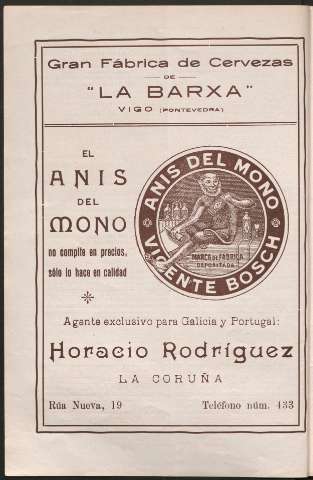 Gran Fábrica de Cervezas
DE
"LA BARXA"
VIGO (PONTEVEDRA)
EL
ANIS
DEL
MONO
no compite en precios,
sólo lo hace en calidad
ANIS DEL MONO
MARCA DE FÁBRICA
DEPOSITADA
VICENTE BOSCH
Agente exclusivo para Galicia y Portugal:
Horacio Rodríguez
LA CORUÑA
Rúa Nueva, 19 Teléfono núm. 433